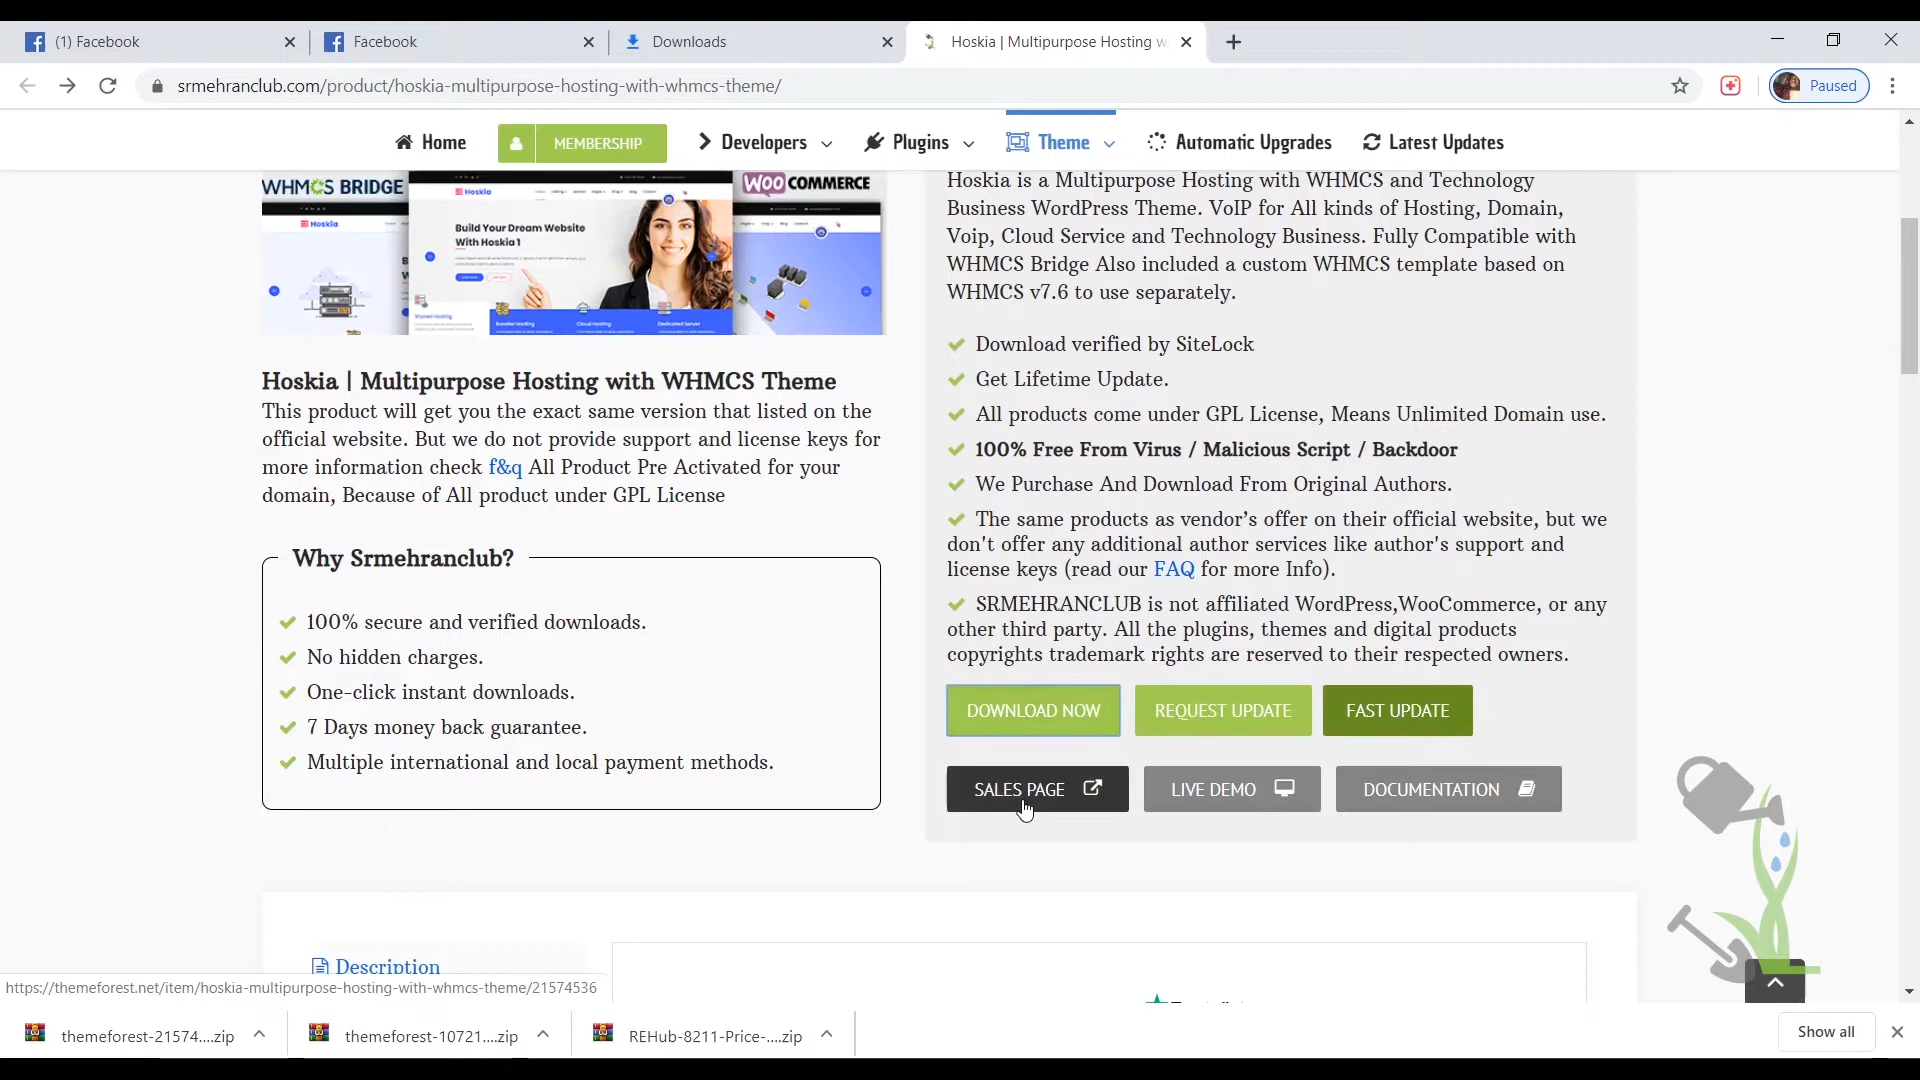 (1) Facebook
Facebook
Downloads
Hoskia | Multipurpose Hosting w
srmehranclub.com/product/hoskia-multipurpose-hosting-with-whmcs-theme/
Paused
Home
MEMBERSHIP
Developers
Plugins
Theme
Automatic Upgrades
Latest Updates
WHMCS BRIDGE
WOO COMMERCE
Hoskia
Hoskia
Hoskia
Build Your Dream Website
With Hoskia 1
Shared Hosting
Reseller Hosting
Cloud Hosting
Dedicated Server
Hoskia | Multipurpose Hosting with WHMCS Theme
This product will get you the exact same version that listed on the
official website. But we do not provide support and license keys for
more information check f&q All Product Pre Activated for your
domain, Because of All product under GPL License
Why Srmehranclub?
100% secure and verified downloads.
No hidden charges.
One-click instant downloads.
7 Days money back guarantee.
Multiple international and local payment methods.
Hoskia is a Multipurpose Hosting with WHMCS and Technology
Business WordPress Theme. VoIP for All kinds of Hosting, Domain,
Voip, Cloud Service and Technology Business. Fully Compatible with
WHMCS Bridge Also included a custom WHMCS template based on
WHMCS v7.6 to use separately.
Download verified by SiteLock
Get Lifetime Update.
All products come under GPL License, Means Unlimited Domain use.
100% Free From Virus / Malicious Script / Backdoor
We Purchase And Download From Original Authors.
The same products as vendor’s offer on their official website, but we
don't offer any additional author services like author's support and
license keys (read our FAQ for more Info).
SRMEHRANCLUB is not affiliated WordPress,WooCommerce, or any
other third party. All the plugins, themes and digital products
copyrights trademark rights are reserved to their respected owners.
DOWNLOAD NOW
REQUEST UPDATE
FAST UPDATE
SALES PAGE
LIVE DEMO
DOCUMENTATION
Description
https://themeforest.net/item/hoskia-multipurpose-hosting-with-whmcs-theme/21574536
themeforest-21574....zip
themeforest-10721....zip
REHub-8211-Price-....zip
Show all